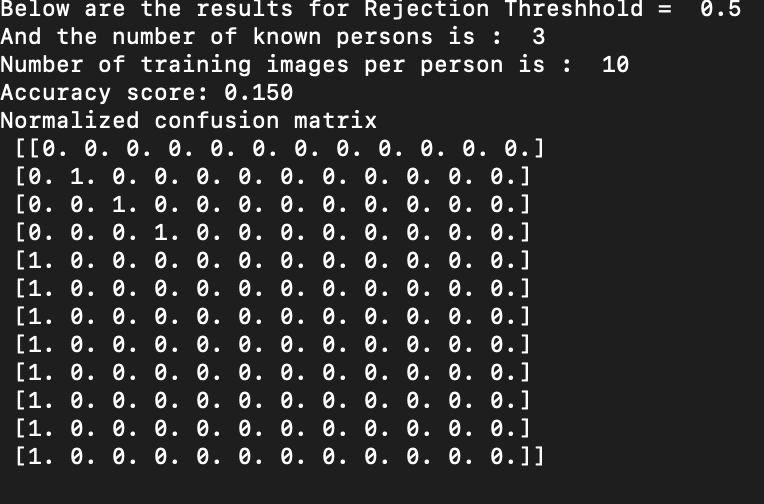 Below are the results for Rejection Threshhold =  0.5
And the number of known persons is :  3
Number of training images per person is :  10
Accuracy score: 0.150
Normalized confusion matrix
[[0. 0. 0. 0. 0. 0. 0. 0. 0. 0. 0. 0.]
[0. 1. 0. 0. 0. 0. 0. 0. 0. 0. 0. 0.]
[0. 0. 1. 0. 0. 0. 0. 0. 0. 0. 0. 0.]
[0. 0. 0. 1. 0. 0. 0. 0. 0. 0. 0. 0.]
[1. 0. 0. 0. 0. 0. 0. 0. 0. 0. 0. 0.]
[1. 0. 0. 0. 0. 0. 0. 0. 0. 0. 0. 0.]
[1. 0. 0. 0. 0. 0. 0. 0. 0. 0. 0. 0.]
[1. 0. 0. 0. 0. 0. 0. 0. 0. 0. 0. 0.]
[1. 0. 0. 0. 0. 0. 0. 0. 0. 0. 0. 0.]
[1. 0. 0. 0. 0. 0. 0. 0. 0. 0. 0. 0.]
[1. 0. 0. 0. 0. 0. 0. 0. 0. 0. 0. 0.]
[1. 0. 0. 0. 0. 0. 0. 0. 0. 0. 0. 0.]]